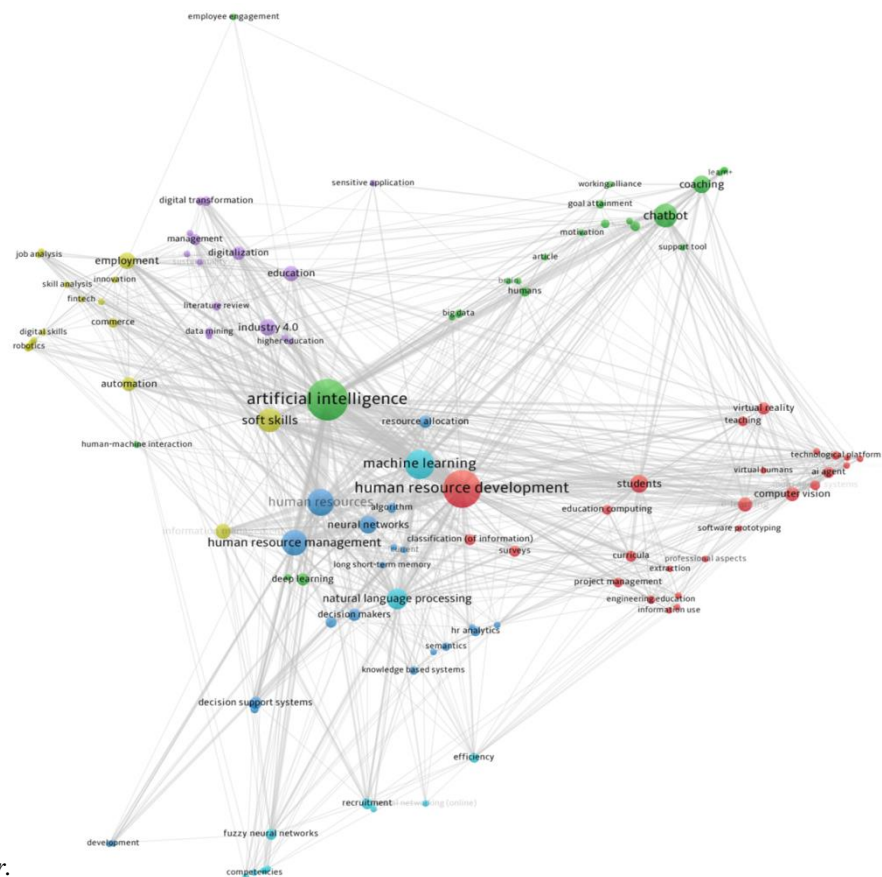 employee engagement
sensitive application
learn+
working alliance
coaching
digital transformation
goal attainment
chatbot
motivation
management
support tool
job analysis
employment
digitalization
article
education
skill analysis
innovation
humans
fintech
literature review
big data
commerce
digital skills
data mining
industry 4.0
higher education
robotics
automation
artificial intelligence
virtual reality
soft skills
resource allocation
teaching
human-machine interaction
technological platform
machine learning
virtual humans
ai agent
students
human resource development
computer vision
human resources
algorithm
education computing
neural networks
software prototyping
human resource management
classification (of information)
surveys
curricula
professional aspects
long short-term memory
extraction
deep learning
project management
natural language processing
engineering education
information use
decision makers
hr analytics
semantics
knowledge based systems
decision support systems
efficiency
recruitment
fuzzy neural networks
development
r.
competencies